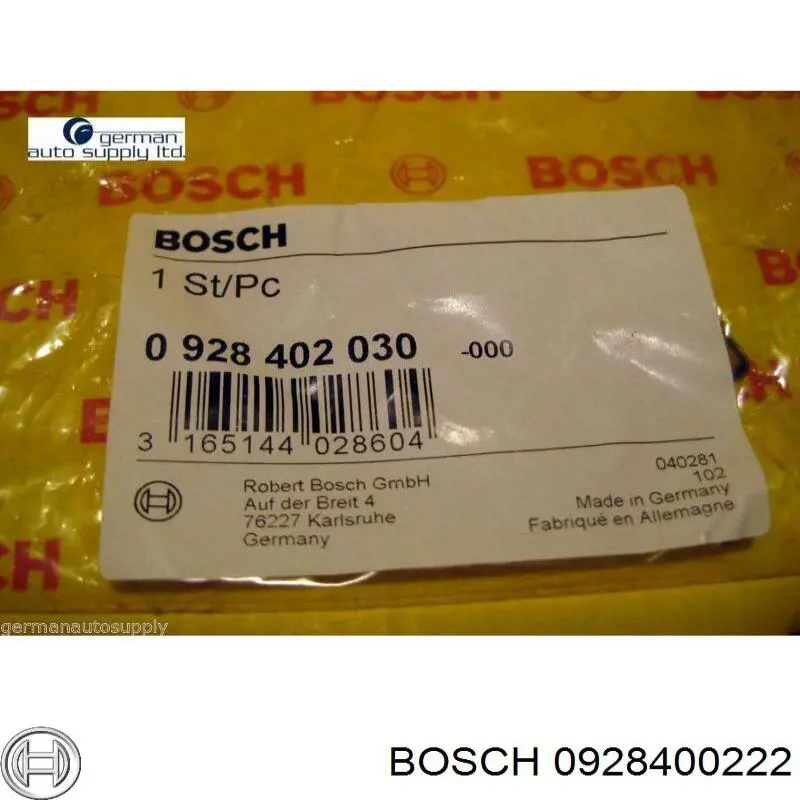 german
auto supply ltd.
BOSCH
BOSCH
BOSCH
BOSCH
BOSCH
1 St/Pc
0 928 402 030 -000
3 165144 028604
Robert Bosch GmbH
Auf der Breit 4
76227 Karlsruhe
Germany
040281
102
Made in Germany
Fabriqué en Allemagne
germanautosupply
BOSCH 0928400222